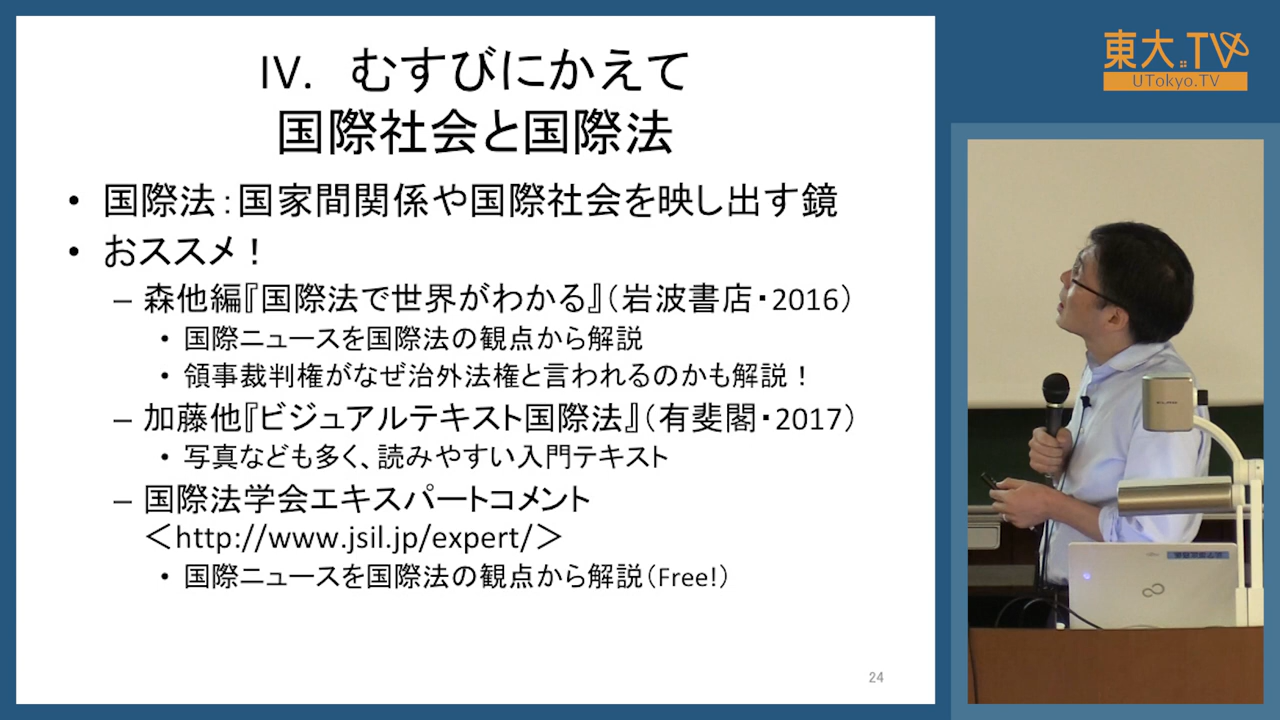 IV. むすびにかえて
国際社会と国際法
• 国際法：国家間関係や国際社会を映し出す鏡
• おススメ！
– 森他編『国際法で世界がわかる』（岩波書店・2016）
• 国際ニュースを国際法の観点から解説
• 領事裁判権がなぜ治外法権と言われるのかも解説！
– 加藤他『ビジュアルテキスト国際法』（有斐閣・2017）
• 写真なども多く、読みやすい入門テキスト
– 国際法学会エキスパートコメント
＜http://www.jsil.jp/expert/＞
• 国際ニュースを国際法の観点から解説（Free!）
24
東大.TV
UTokyo.TV